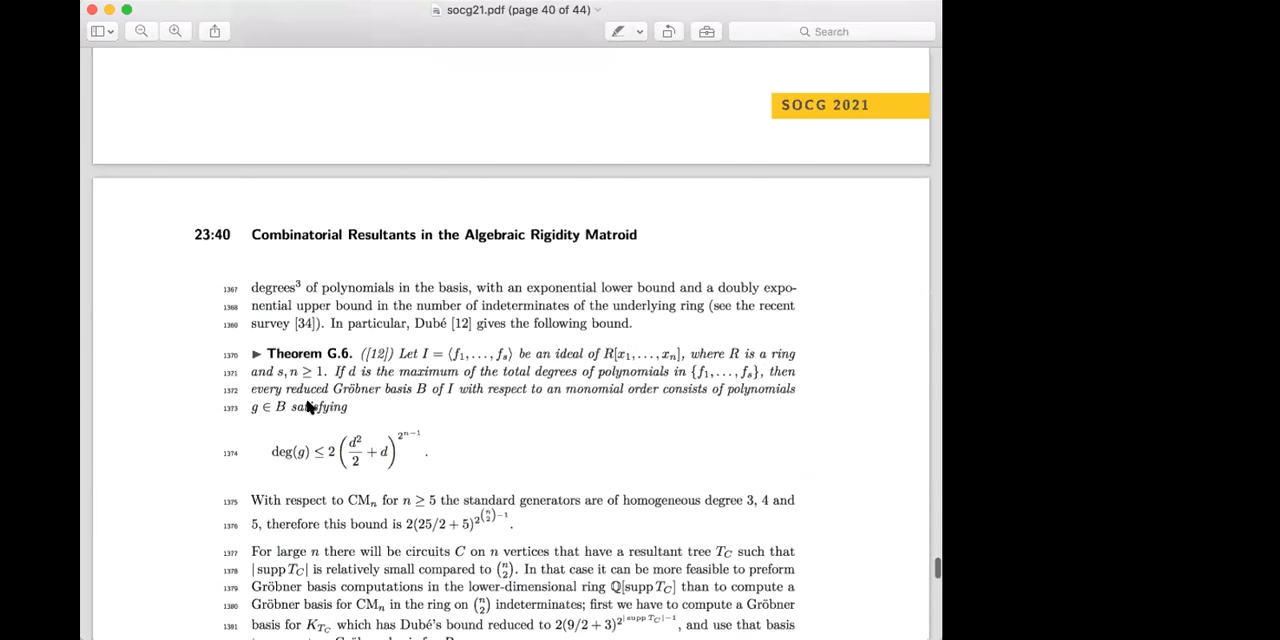 socg21.pdf (page 40 of 44)
Search
SOCG 2021
23:40 Combinatorial Resultants in the Algebraic Rigidity Matroid
1367 degrees³ of polynomials in the basis, with an exponential lower bound and a doubly expo-
1368 nential upper bound in the number of indeterminates of the underlying ring (see the recent
1369 survey [34]). In particular, Dubé [12] gives the following bound.
1370 ▶ Theorem G.6. ([12]) Let I = ⟨f₁, . . . , fₛ⟩ be an ideal of R[x₁, . . . , xₙ], where R is a ring
1371 and s, n ≥ 1. If d is the maximum of the total degrees of polynomials in {f₁, . . . , fₛ}, then
1372 every reduced Gröbner basis B of I with respect to an monomial order consists of polynomials
1373 g ∈ B satisfying
1374 deg(g) ≤ 2 (d²/2 + d)^{2^{n−1}} .
1375 With respect to CMₙ for n ≥ 5 the standard generators are of homogeneous degree 3, 4 and
1376 5, therefore this bound is 2(25/2 + 5)^{2^{\binom{n}{2}−1}}.
1377 For large n there will be circuits C on n vertices that have a resultant tree T_C such that
1378 | supp T_C| is relatively small compared to \binom{n}{2}. In that case it can be more feasible to preform
1379 Gröbner basis computations in the lower-dimensional ring ℚ[supp T_C] than to compute a
1380 Gröbner basis for CMₙ in the ring on \binom{n}{2} indeterminates; first we have to compute a Gröbner
1381 basis for K_{T_C} which has Dubé's bound reduced to 2(9/2 + 3)^{2^{|supp T_C|−1}}, and use that basis